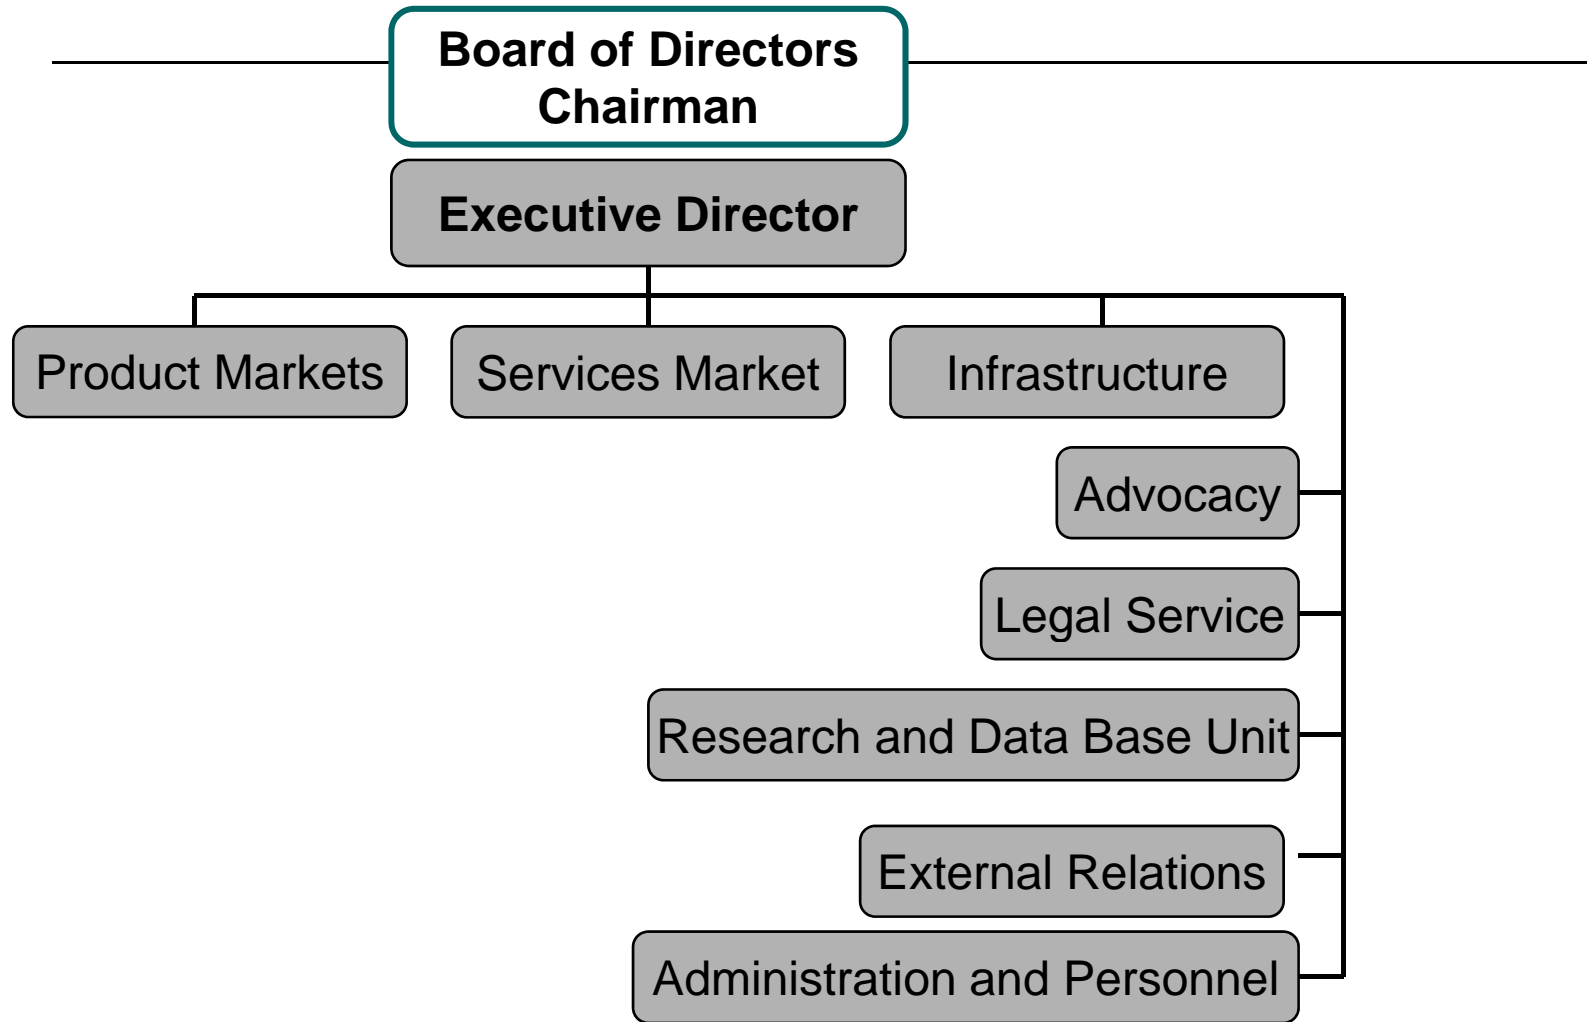 Board of Directors
Chairman
Executive Director
Product Markets
Services Market
Infrastructure
Advocacy
Legal Service
Research and Data Base Unit
External Relations
Administration and Personnel